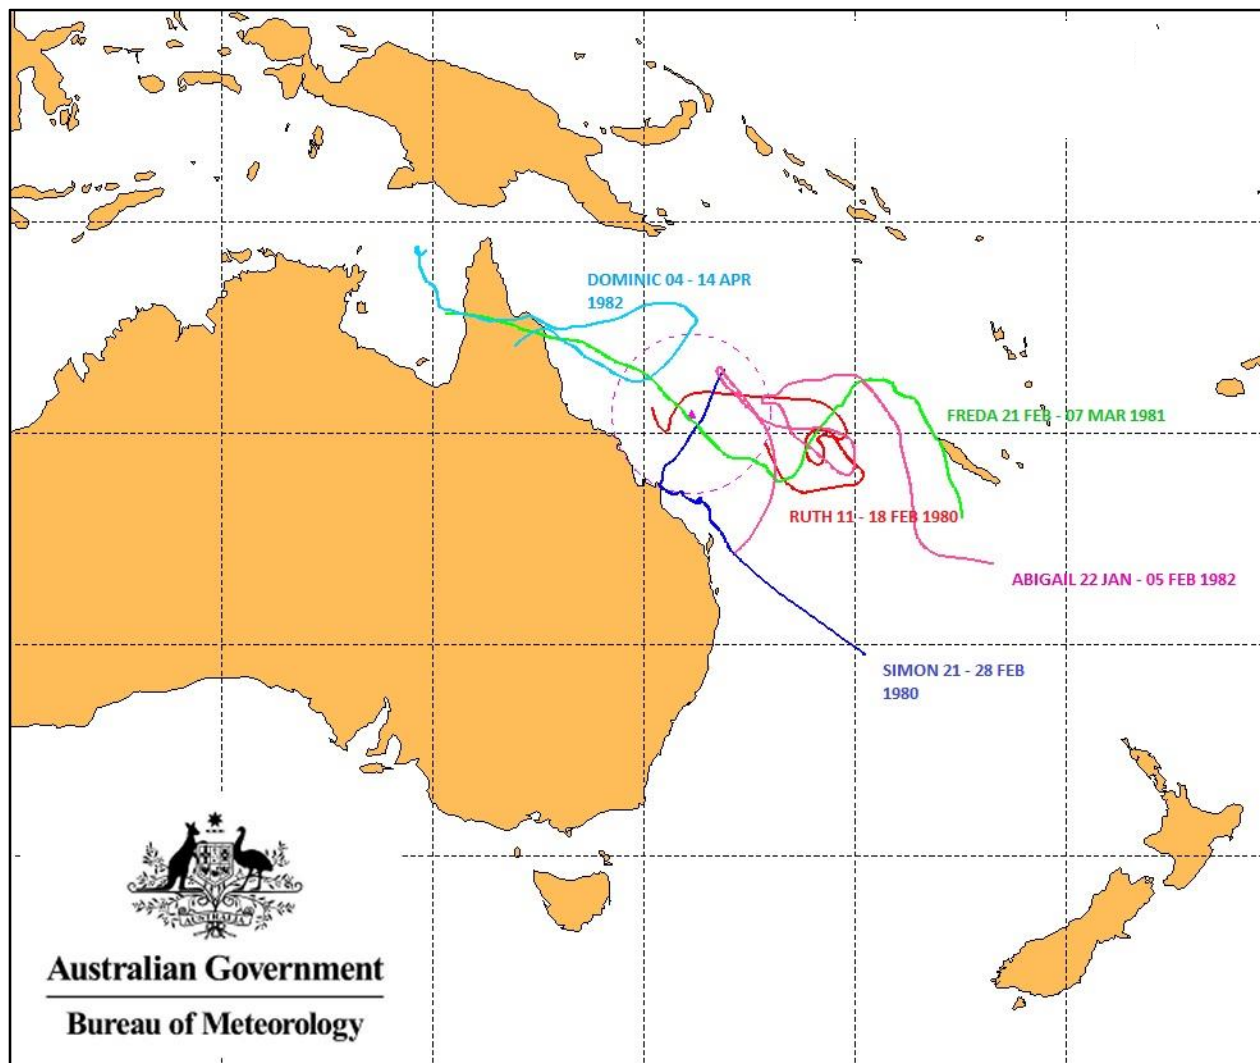 DOMINIC 04 - 14 APR
1982
FREDA 21 FEB - 07 MAR 1981
RUTH 11 - 18 FEB 1980
ABIGAIL 22 JAN - 05 FEB 1982
SIMON 21 - 28 FEB
1980
AUSTRALIA
Australian Government
Bureau of Meteorology